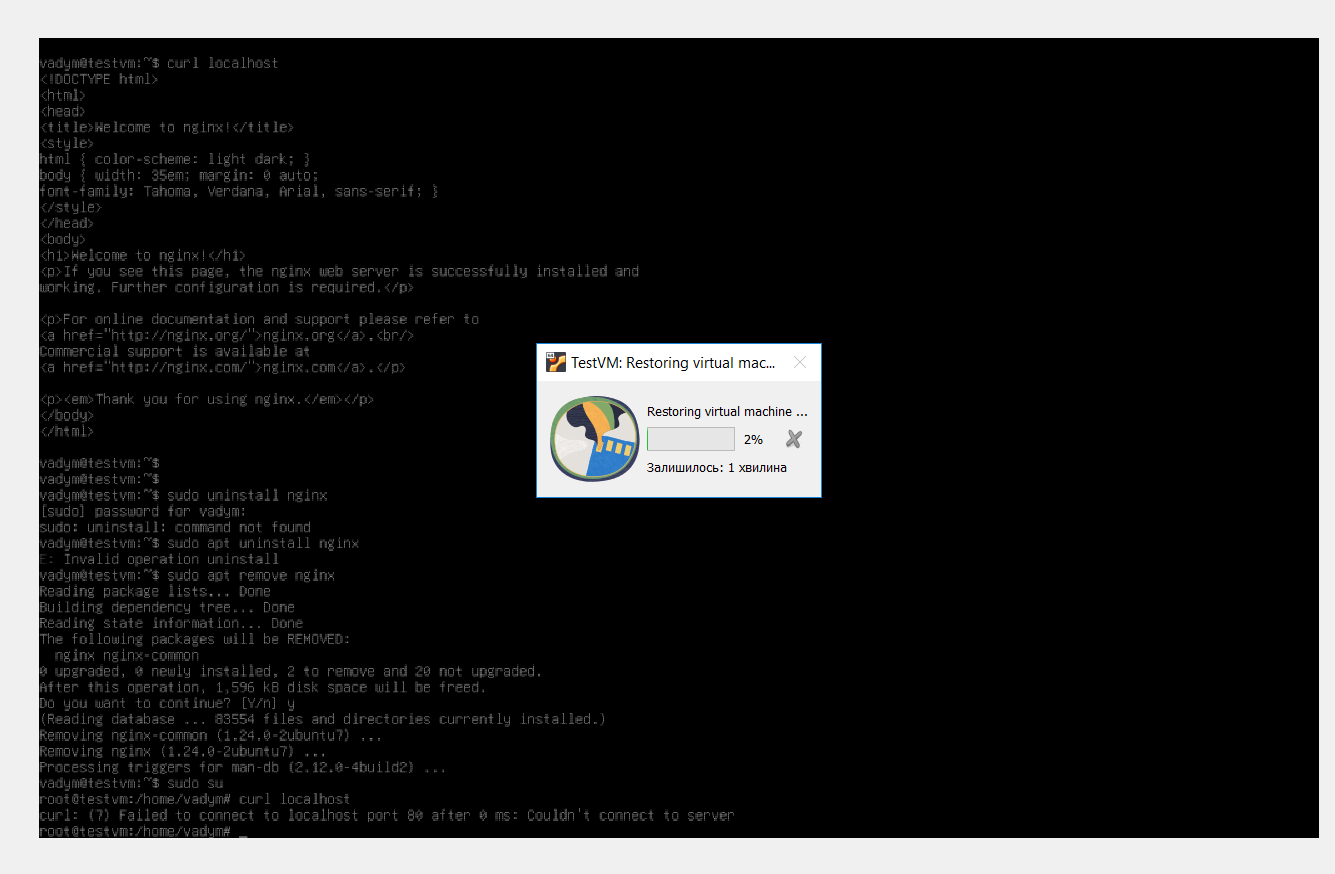 vadym@testvm:~$ curl localhost
<!DOCTYPE html>
<html>
<head>
<title>Welcome to nginx!</title>
<style>
html { color-scheme: light dark; }
body { width: 35em; margin: 0 auto;
font-family: Tahoma, Verdana, Arial, sans-serif; }
</style>
</head>
<body>
<h1>Welcome to nginx!</h1>
<p>If you see this page, the nginx web server is successfully installed and
working. Further configuration is required.</p>
<p>For online documentation and support please refer to
<a href="http://nginx.org/">nginx.org</a>.<br/>
Commercial support is available at
<a href="http://nginx.com/">nginx.com</a>.</p>
<p><em>Thank you for using nginx.</em></p>
</body>
</html>
vadym@testvm:~$
vadym@testvm:~$
vadym@testvm:~$ sudo uninstall nginx
[sudo] password for vadym:
sudo: uninstall: command not found
vadym@testvm:~$ sudo apt uninstall nginx
E: Invalid operation uninstall
vadym@testvm:~$ sudo apt remove nginx
Reading package lists... Done
Building dependency tree... Done
Reading state information... Done
The following packages will be REMOVED:
  nginx nginx-common
0 upgraded, 0 newly installed, 2 to remove and 20 not upgraded.
After this operation, 1,596 kB disk space will be freed.
Do you want to continue? [Y/n] y
(Reading database ... 83554 files and directories currently installed.)
Removing nginx-common (1.24.0-2ubuntu7) ...
Removing nginx (1.24.0-2ubuntu7) ...
Processing triggers for man-db (2.12.0-4build2) ...
vadym@testvm:~$ sudo su
root@testvm:/home/vadym# curl localhost
curl: (7) Failed to connect to localhost port 80 after 0 ms: Couldn't connect to server
root@testvm:/home/vadym# _
TestVM: Restoring virtual mac...
Restoring virtual machine ...
2%
Залишилось: 1 хвилина